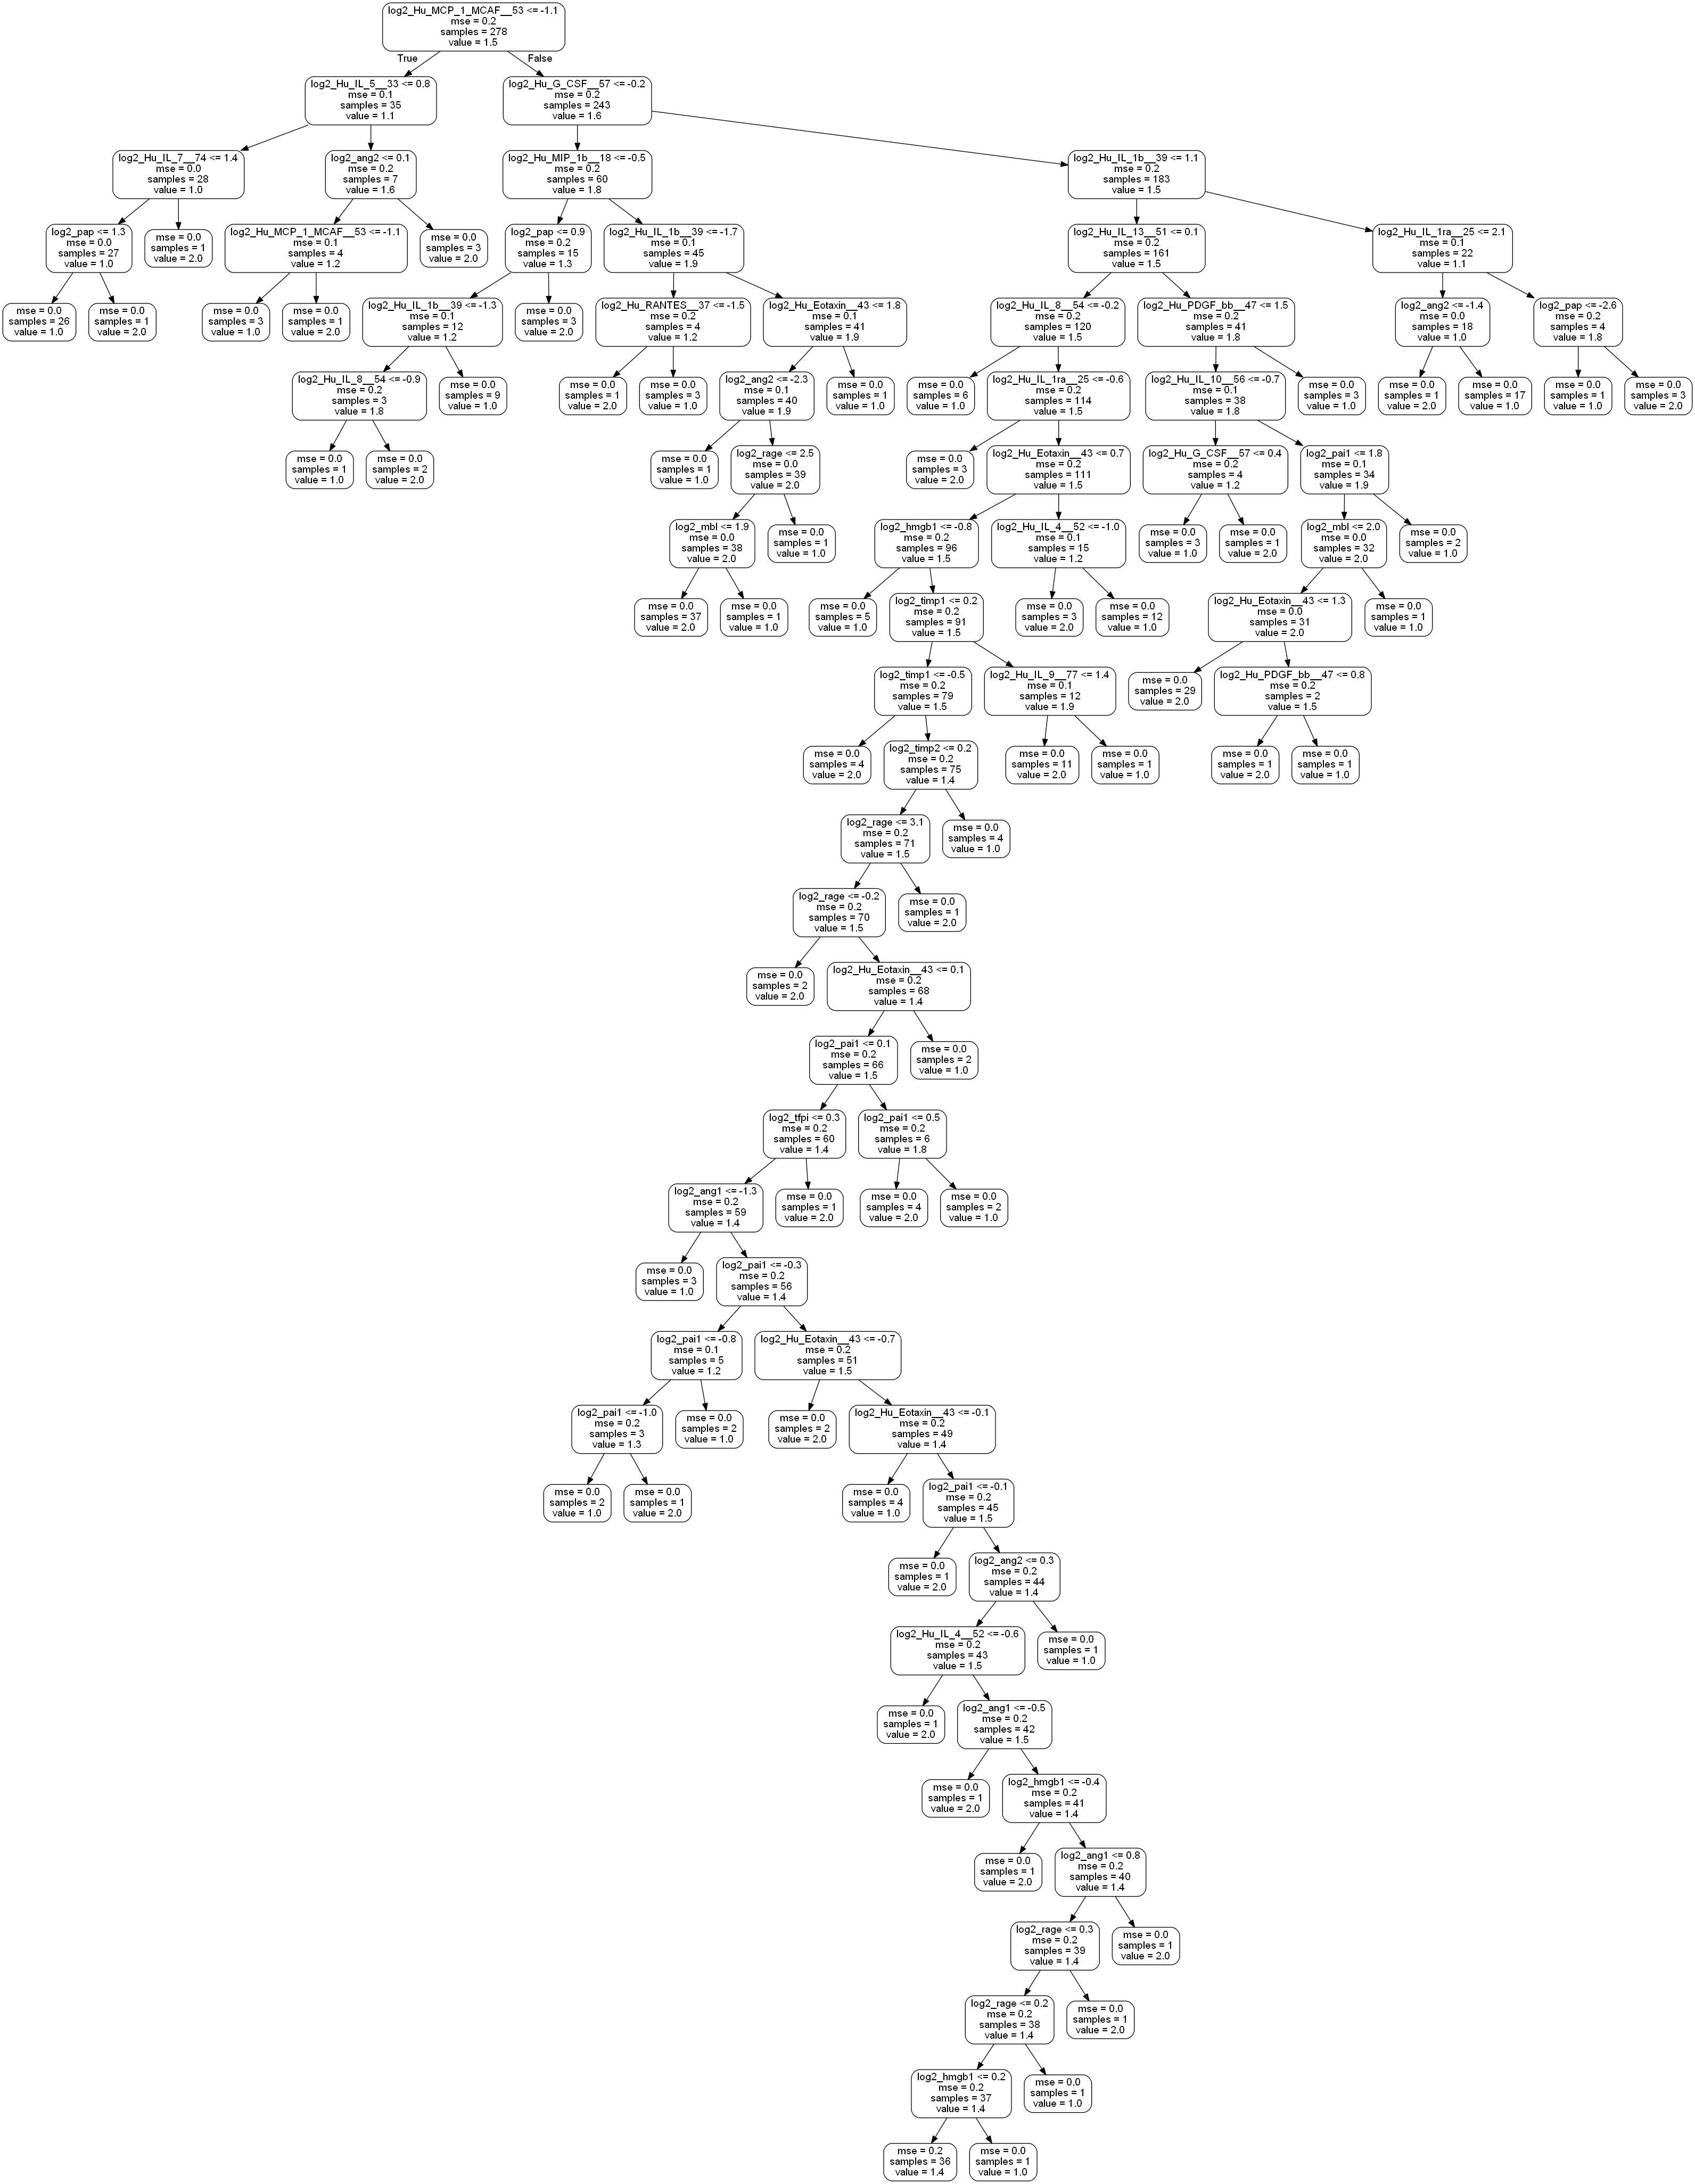 log2_Hu_MCP_1_MCAF__53 <= -1.1
mse = 0.2
samples = 278
value = 1.5
True
False
log2_Hu_IL_5__33 <= 0.8
mse = 0.1
samples = 35
value = 1.1
log2_Hu_G_CSF__57 <= -0.2
mse = 0.2
samples = 243
value = 1.6
log2_Hu_IL_7__74 <= 1.4
mse = 0.0
samples = 28
value = 1.0
log2_ang2 <= 0.1
mse = 0.2
samples = 7
value = 1.6
log2_Hu_MIP_1b__18 <= -0.5
mse = 0.2
samples = 60
value = 1.8
log2_Hu_IL_1b__39 <= 1.1
mse = 0.2
samples = 183
value = 1.5
log2_pap <= 1.3
mse = 0.0
samples = 27
value = 1.0
mse = 0.0
samples = 1
value = 2.0
log2_Hu_MCP_1_MCAF__53 <= -1.1
mse = 0.1
samples = 4
value = 1.2
mse = 0.0
samples = 3
value = 2.0
log2_pap <= 0.9
mse = 0.2
samples = 15
value = 1.3
log2_Hu_IL_1b__39 <= -1.7
mse = 0.1
samples = 45
value = 1.9
log2_Hu_IL_13__51 <= 0.1
mse = 0.2
samples = 161
value = 1.5
log2_Hu_IL_1ra__25 <= 2.1
mse = 0.1
samples = 22
value = 1.1
mse = 0.0
samples = 26
value = 1.0
mse = 0.0
samples = 1
value = 2.0
mse = 0.0
samples = 3
value = 1.0
mse = 0.0
samples = 1
value = 2.0
log2_Hu_IL_1b__39 <= -1.3
mse = 0.1
samples = 12
value = 1.2
mse = 0.0
samples = 3
value = 2.0
log2_Hu_RANTES__37 <= -1.5
mse = 0.2
samples = 4
value = 1.2
log2_Hu_Eotaxin__43 <= 1.8
mse = 0.1
samples = 41
value = 1.9
log2_Hu_IL_8__54 <= -0.2
mse = 0.2
samples = 120
value = 1.5
log2_Hu_PDGF_bb__47 <= 1.5
mse = 0.2
samples = 41
value = 1.8
log2_ang2 <= -1.4
mse = 0.0
samples = 18
value = 1.0
log2_pap <= -2.6
mse = 0.2
samples = 4
value = 1.8
log2_Hu_IL_8__54 <= -0.9
mse = 0.2
samples = 3
value = 1.8
mse = 0.0
samples = 9
value = 1.0
mse = 0.0
samples = 1
value = 2.0
mse = 0.0
samples = 3
value = 1.0
log2_ang2 <= -2.3
mse = 0.1
samples = 40
value = 1.9
mse = 0.0
samples = 1
value = 1.0
mse = 0.0
samples = 6
value = 1.0
log2_Hu_IL_1ra__25 <= -0.6
mse = 0.2
samples = 114
value = 1.5
log2_Hu_IL_10__56 <= -0.7
mse = 0.1
samples = 38
value = 1.8
mse = 0.0
samples = 3
value = 1.0
mse = 0.0
samples = 1
value = 2.0
mse = 0.0
samples = 17
value = 1.0
mse = 0.0
samples = 1
value = 1.0
mse = 0.0
samples = 3
value = 2.0
mse = 0.0
samples = 1
value = 1.0
mse = 0.0
samples = 2
value = 2.0
mse = 0.0
samples = 1
value = 1.0
log2_rage <= 2.5
mse = 0.0
samples = 39
value = 2.0
mse = 0.0
samples = 3
value = 2.0
log2_Hu_Eotaxin__43 <= 0.7
mse = 0.2
samples = 111
value = 1.5
log2_Hu_G_CSF__57 <= 0.4
mse = 0.2
samples = 4
value = 1.2
log2_pai1 <= 1.8
mse = 0.1
samples = 34
value = 1.9
log2_mbl <= 1.9
mse = 0.0
samples = 38
value = 2.0
mse = 0.0
samples = 1
value = 1.0
log2_hmgb1 <= -0.8
mse = 0.2
samples = 96
value = 1.5
log2_Hu_IL_4__52 <= -1.0
mse = 0.1
samples = 15
value = 1.2
mse = 0.0
samples = 3
value = 1.0
mse = 0.0
samples = 1
value = 2.0
log2_mbl <= 2.0
mse = 0.0
samples = 32
value = 2.0
mse = 0.0
samples = 2
value = 1.0
mse = 0.0
samples = 37
value = 2.0
mse = 0.0
samples = 1
value = 1.0
mse = 0.0
samples = 5
value = 1.0
log2_timp1 <= 0.2
mse = 0.2
samples = 91
value = 1.5
mse = 0.0
samples = 3
value = 2.0
mse = 0.0
samples = 12
value = 1.0
log2_Hu_Eotaxin__43 <= 1.3
mse = 0.0
samples = 31
value = 2.0
mse = 0.0
samples = 1
value = 1.0
log2_timp1 <= -0.5
mse = 0.2
samples = 79
value = 1.5
log2_Hu_IL_9__77 <= 1.4
mse = 0.1
samples = 12
value = 1.9
mse = 0.0
samples = 29
value = 2.0
log2_Hu_PDGF_bb__47 <= 0.8
mse = 0.2
samples = 2
value = 1.5
mse = 0.0
samples = 4
value = 2.0
log2_timp2 <= 0.2
mse = 0.2
samples = 75
value = 1.4
mse = 0.0
samples = 11
value = 2.0
mse = 0.0
samples = 1
value = 1.0
mse = 0.0
samples = 1
value = 2.0
mse = 0.0
samples = 1
value = 1.0
log2_rage <= 3.1
mse = 0.2
samples = 71
value = 1.5
mse = 0.0
samples = 4
value = 1.0
log2_rage <= -0.2
mse = 0.2
samples = 70
value = 1.5
mse = 0.0
samples = 1
value = 2.0
mse = 0.0
samples = 2
value = 2.0
log2_Hu_Eotaxin__43 <= 0.1
mse = 0.2
samples = 68
value = 1.4
log2_pai1 <= 0.1
mse = 0.2
samples = 66
value = 1.5
mse = 0.0
samples = 2
value = 1.0
log2_tfpi <= 0.3
mse = 0.2
samples = 60
value = 1.4
log2_pai1 <= 0.5
mse = 0.2
samples = 6
value = 1.8
log2_ang1 <= -1.3
mse = 0.2
samples = 59
value = 1.4
mse = 0.0
samples = 1
value = 2.0
mse = 0.0
samples = 4
value = 2.0
mse = 0.0
samples = 2
value = 1.0
mse = 0.0
samples = 3
value = 1.0
log2_pai1 <= -0.3
mse = 0.2
samples = 56
value = 1.4
log2_pai1 <= -0.8
mse = 0.1
samples = 5
value = 1.2
log2_Hu_Eotaxin__43 <= -0.7
mse = 0.2
samples = 51
value = 1.5
log2_pai1 <= -1.0
mse = 0.2
samples = 3
value = 1.3
mse = 0.0
samples = 2
value = 1.0
mse = 0.0
samples = 2
value = 2.0
log2_Hu_Eotaxin__43 <= -0.1
mse = 0.2
samples = 49
value = 1.4
mse = 0.0
samples = 2
value = 1.0
mse = 0.0
samples = 1
value = 2.0
mse = 0.0
samples = 4
value = 1.0
log2_pai1 <= -0.1
mse = 0.2
samples = 45
value = 1.5
mse = 0.0
samples = 1
value = 2.0
log2_ang2 <= 0.3
mse = 0.2
samples = 44
value = 1.4
log2_Hu_IL_4__52 <= -0.6
mse = 0.2
samples = 43
value = 1.5
mse = 0.0
samples = 1
value = 1.0
mse = 0.0
samples = 1
value = 2.0
log2_ang1 <= -0.5
mse = 0.2
samples = 42
value = 1.5
mse = 0.0
samples = 1
value = 2.0
log2_hmgb1 <= -0.4
mse = 0.2
samples = 41
value = 1.4
mse = 0.0
samples = 1
value = 2.0
log2_ang1 <= 0.8
mse = 0.2
samples = 40
value = 1.4
log2_rage <= 0.3
mse = 0.2
samples = 39
value = 1.4
mse = 0.0
samples = 1
value = 2.0
log2_rage <= 0.2
mse = 0.2
samples = 38
value = 1.4
mse = 0.0
samples = 1
value = 2.0
log2_hmgb1 <= 0.2
mse = 0.2
samples = 37
value = 1.4
mse = 0.0
samples = 1
value = 1.0
mse = 0.2
samples = 36
value = 1.4
mse = 0.0
samples = 1
value = 1.0